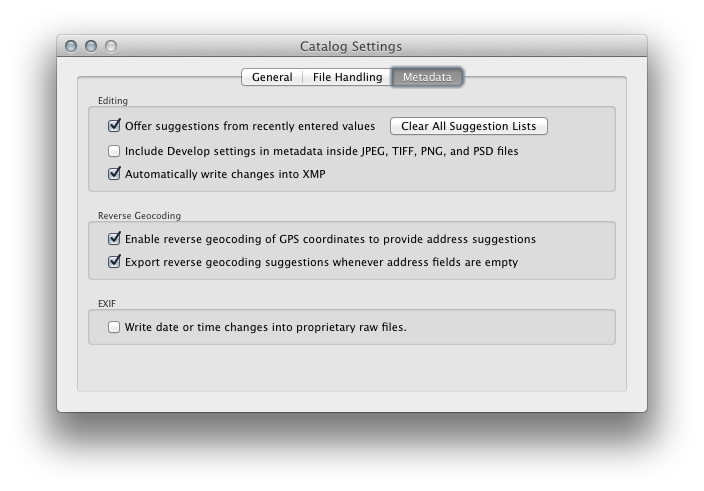 Catalog Settings
General File Handling Metadata
Editing
Offer suggestions from recently entered values Clear All Suggestion Lists
Include Develop settings in metadata inside JPEG, TIFF, PNG, and PSD files
Automatically write changes into XMP
Reverse Geocoding
Enable reverse geocoding of GPS coordinates to provide address suggestions
Export reverse geocoding suggestions whenever address fields are empty
EXIF
Write date or time changes into proprietary raw files.